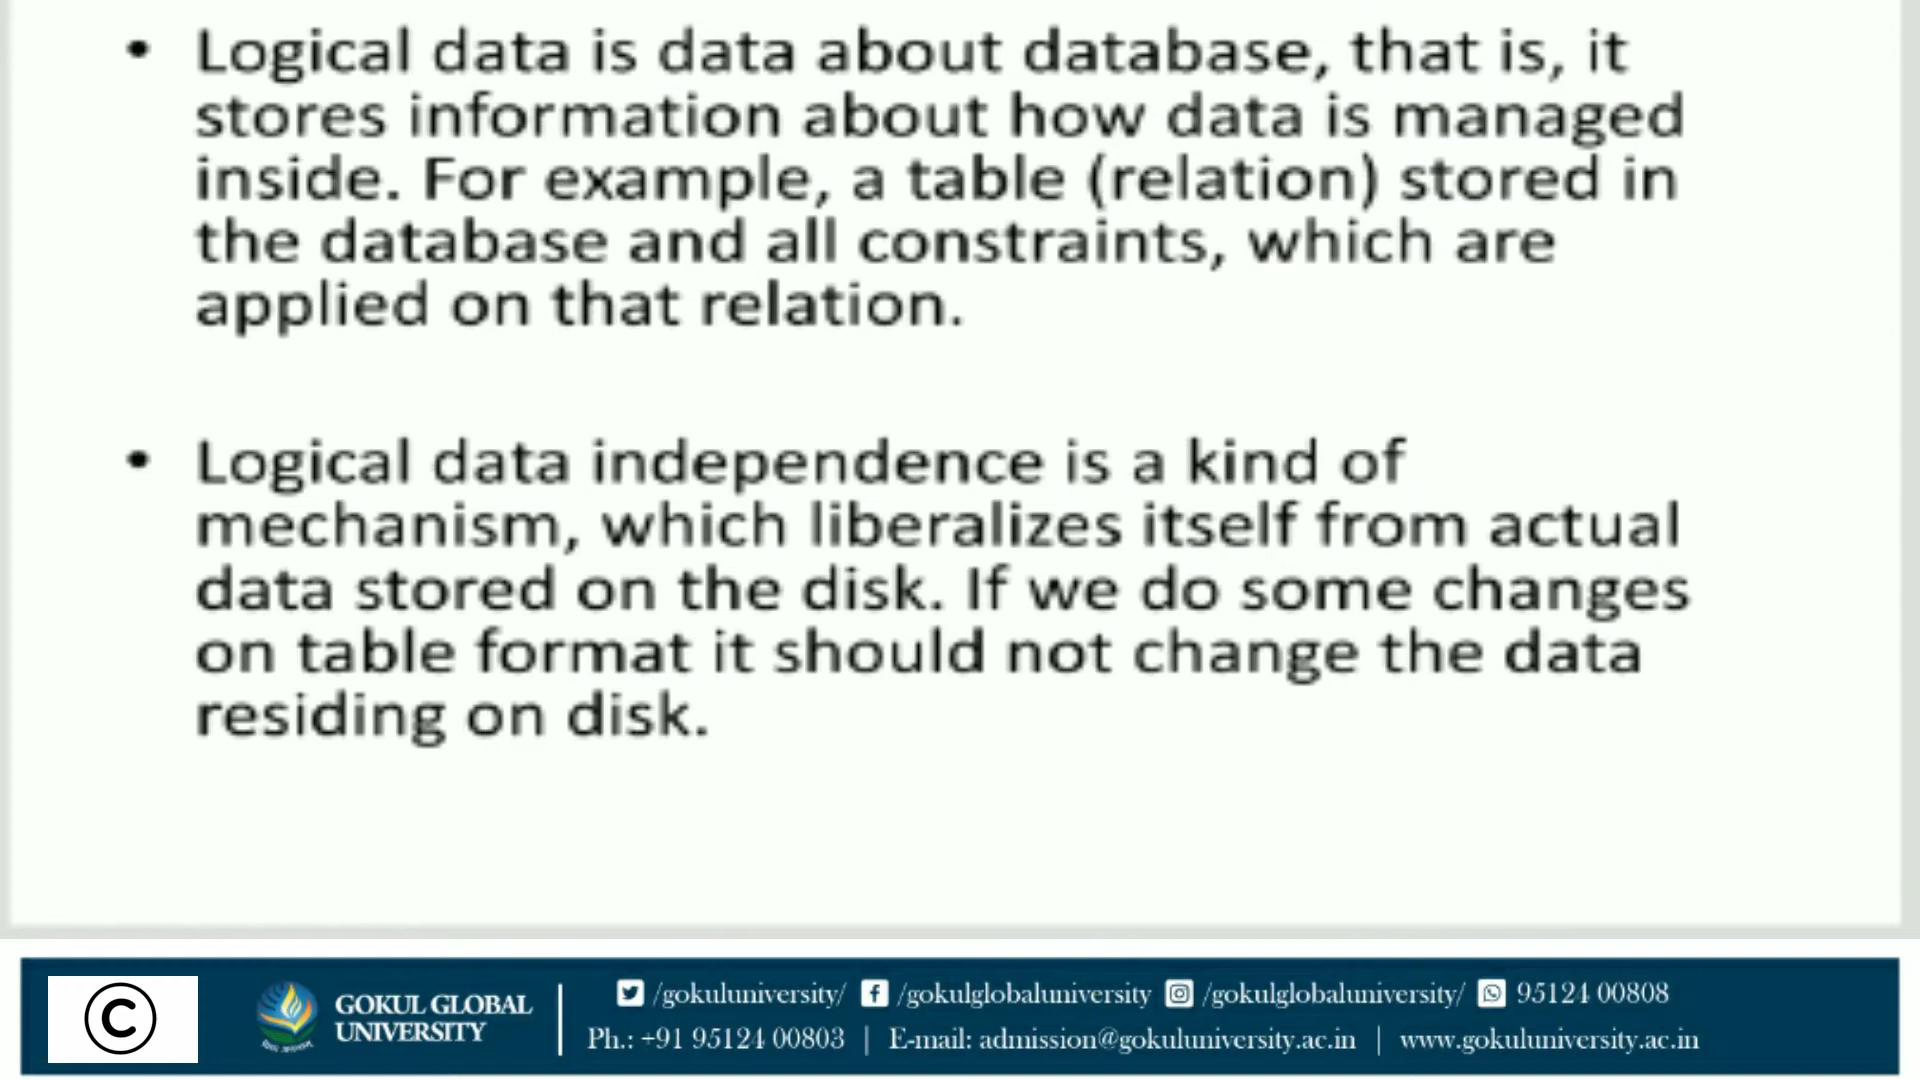 • Logical data is data about database, that is, it
stores information about how data is managed
inside. For example, a table (relation) stored in
the database and all constraints, which are
applied on that relation.
• Logical data independence is a kind of
mechanism, which liberalizes itself from actual
data stored on the disk. If we do some changes
on table format it should not change the data
residing on disk.
©
GOKUL GLOBAL
UNIVERSITY
/gokuluniversity/ /gokulglobaluniversity /gokulglobaluniversity/ 95124 00808
Ph.: +91 95124 00803 | E-mail: admission@gokuluniversity.ac.in | www.gokuluniversity.ac.in